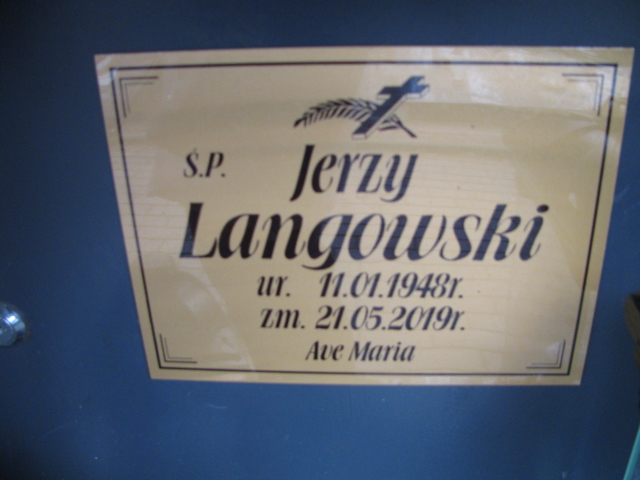 Ś.P. Jerzy
Langowski
ur. 11.01.1948r.
zm. 21.05.2019r.
Ave Maria